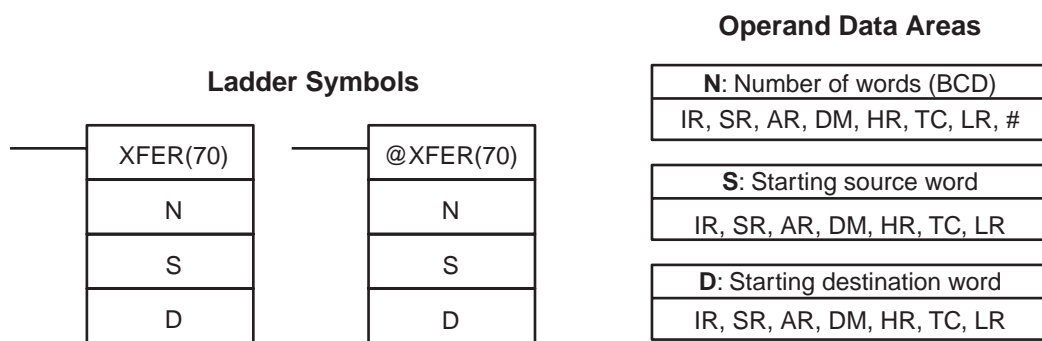 Ladder Symbols
XFER(70)
N
S
D
@XFER(70)
N
S
D
Operand Data Areas
N: Number of words (BCD)
IR, SR, AR, DM, HR, TC, LR, #
S: Starting source word
IR, SR, AR, DM, HR, TC, LR
D: Starting destination word
IR, SR, AR, DM, HR, TC, LR